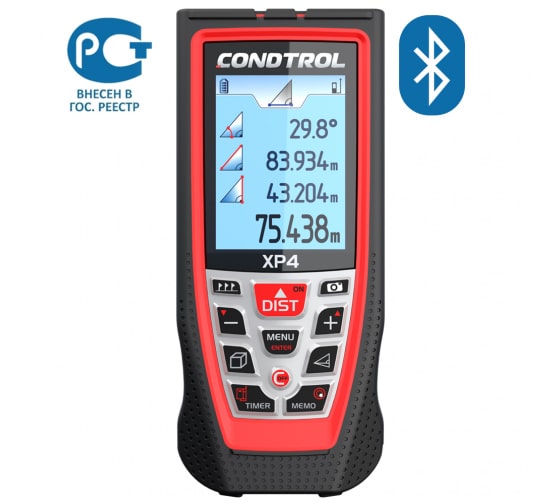 РСТ
ВНЕСЕН В
ГОС. РЕЕСТР
CONDTROL
29.8°
83.934m
43.204m
75.438m
XP4
ON
DIST
−
MENU
ENTER
+
TIMER
MEMO